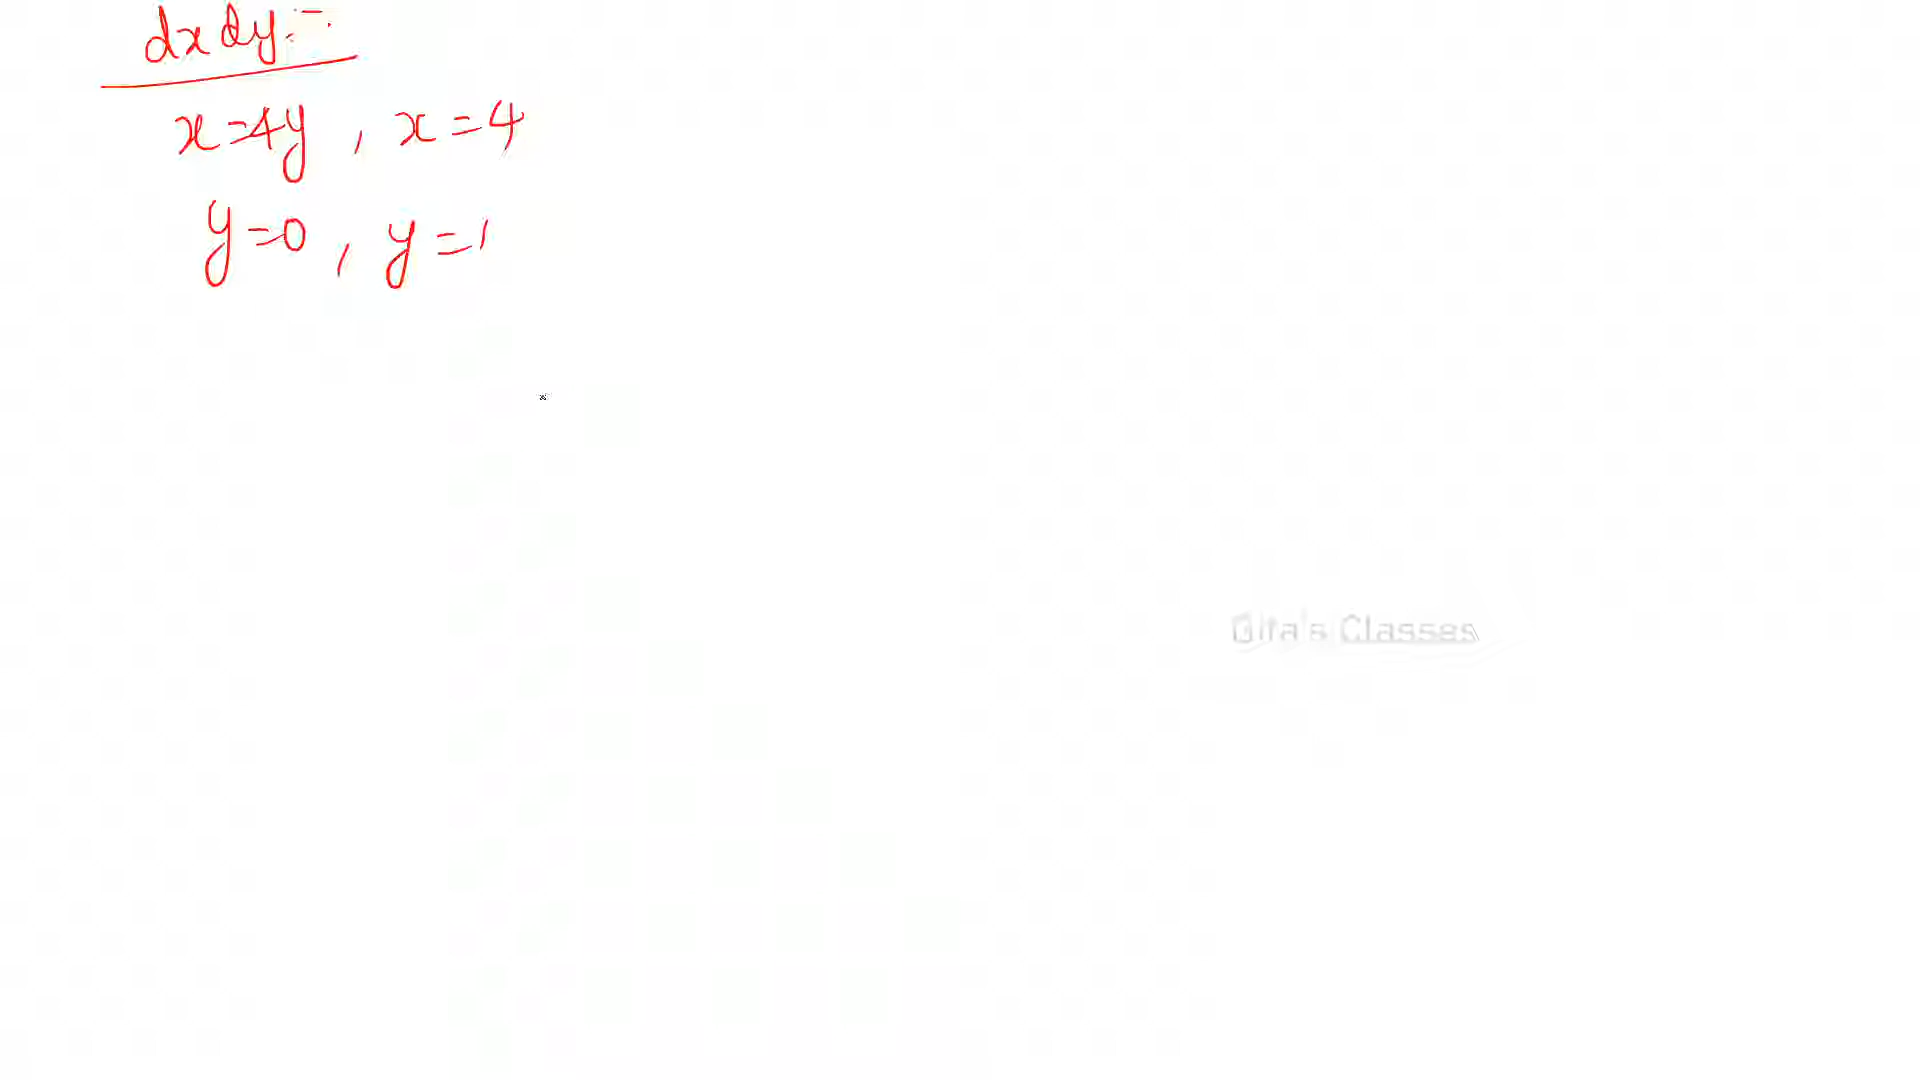 dx dy :-
x=4y , x=4
y=0 , y=1
Gita's Classes